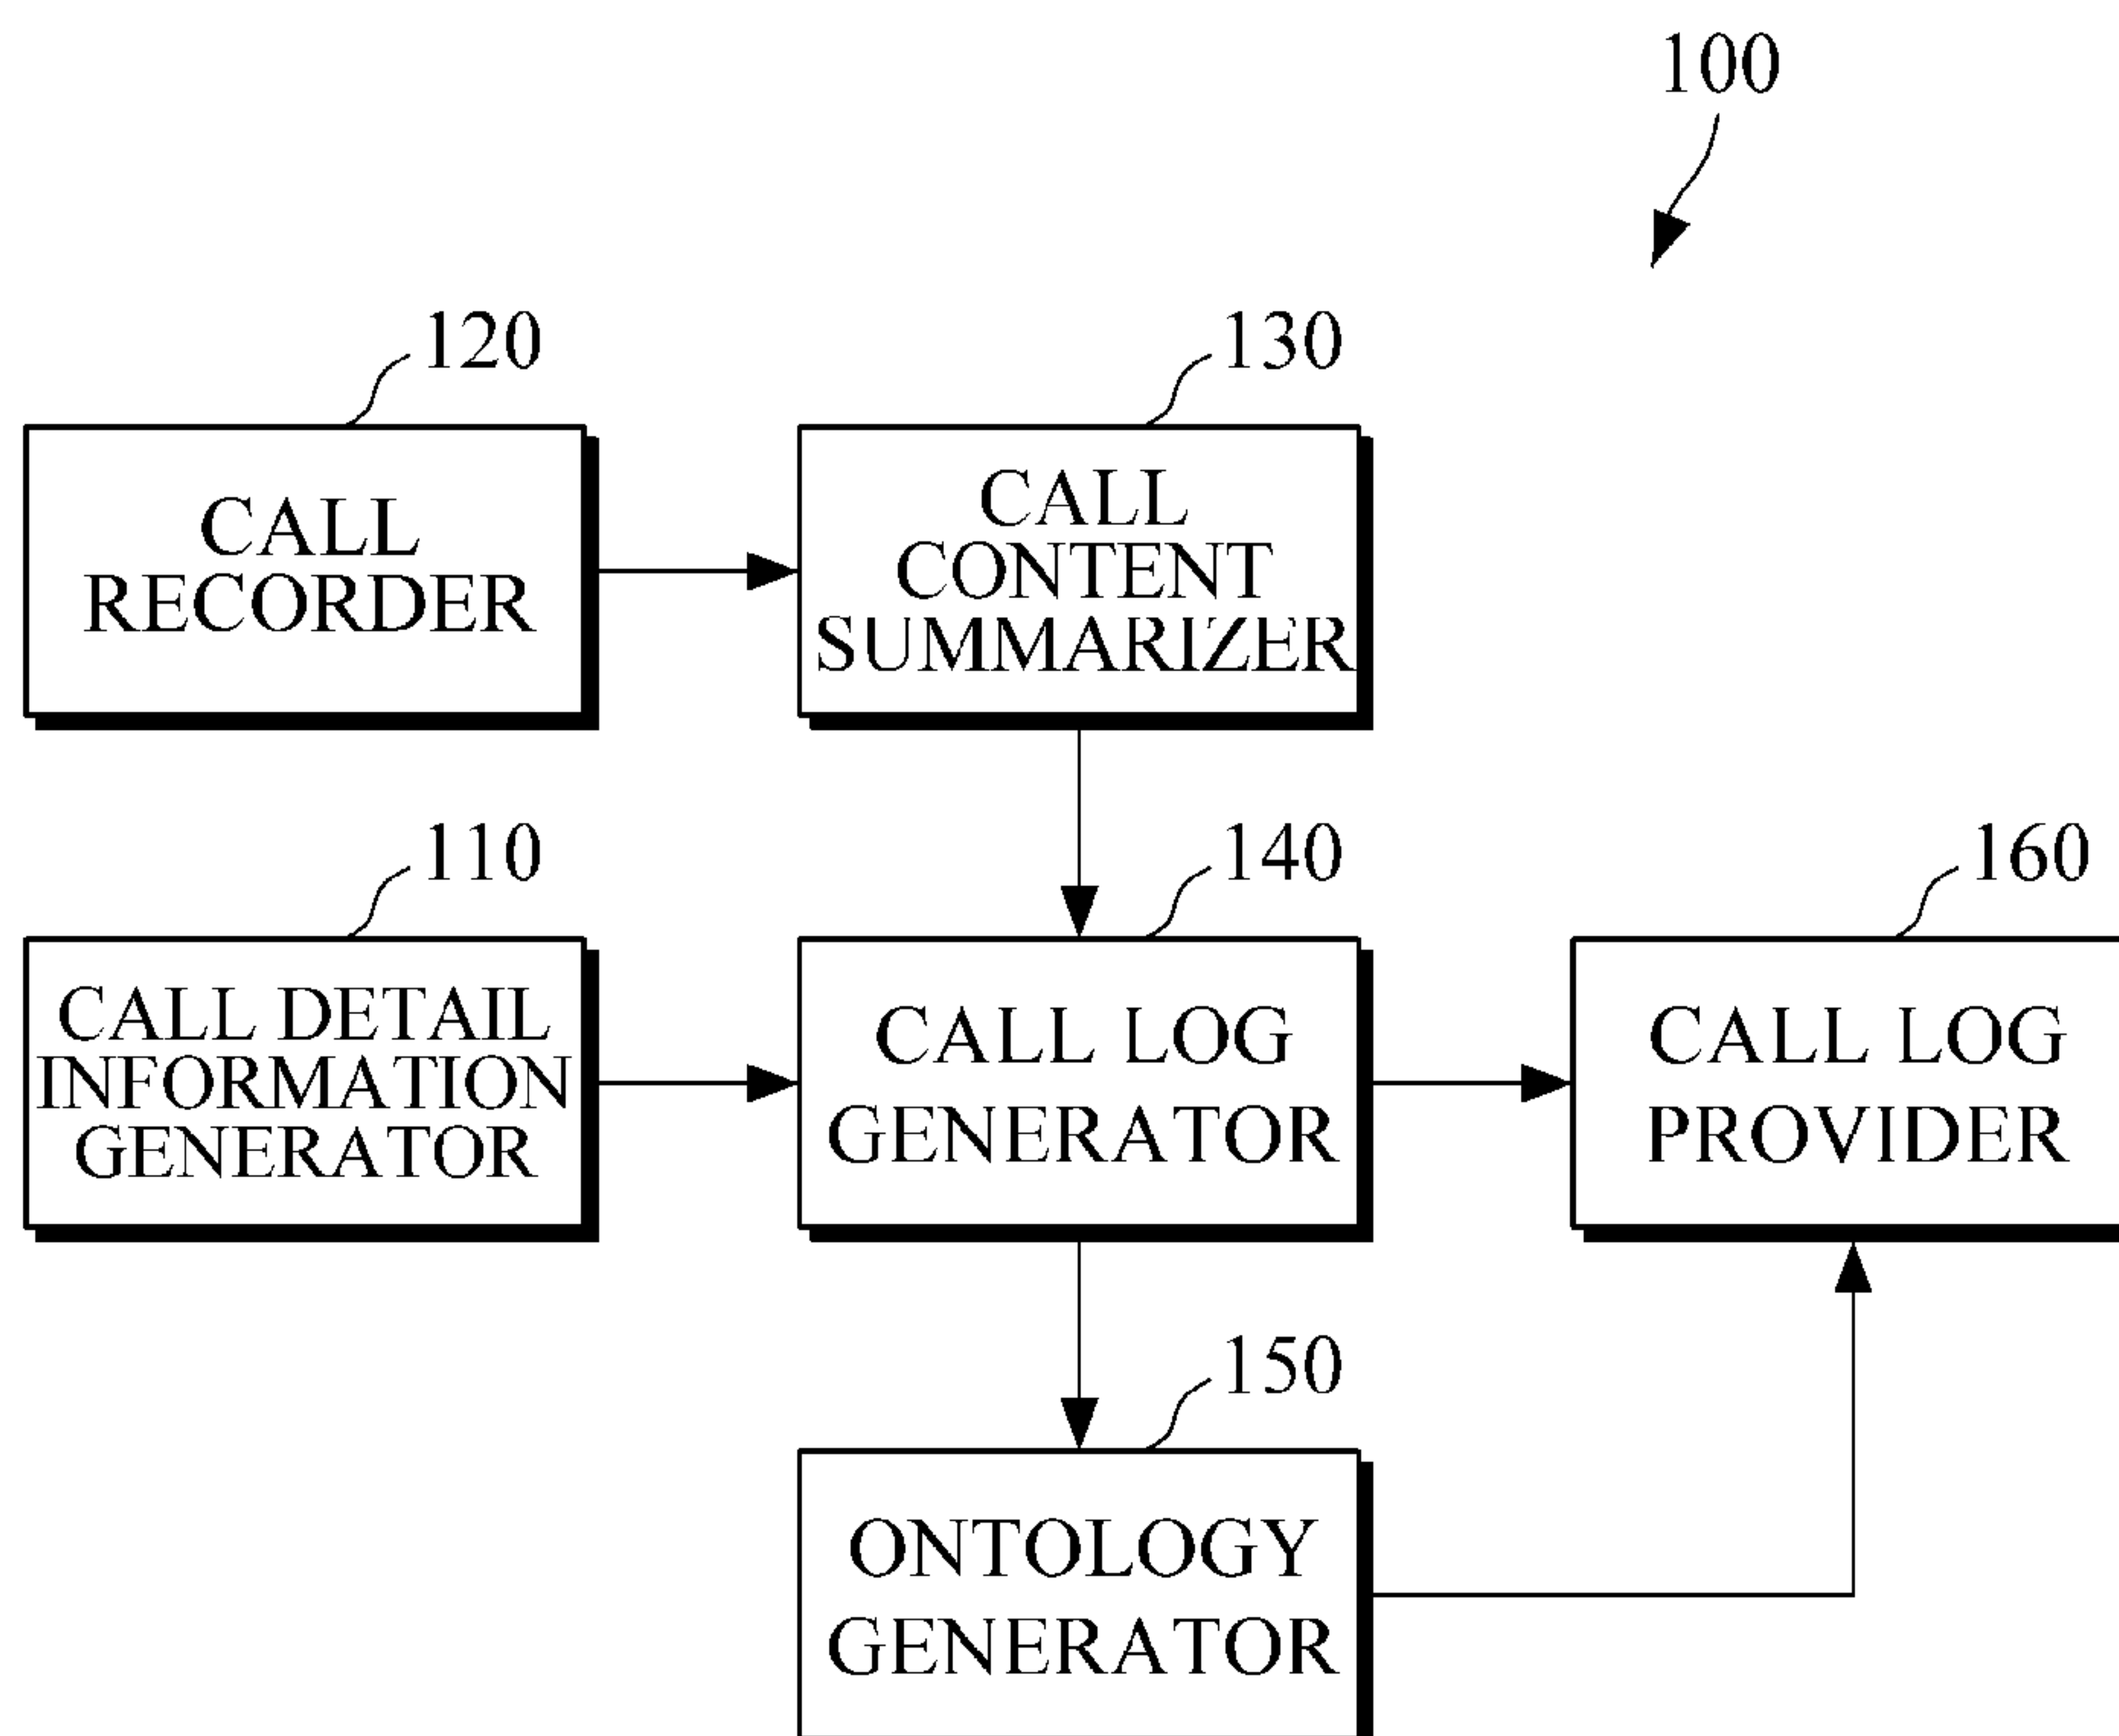 100
120
130
CALL
RECORDER
CALL
CONTENT
SUMMARIZER
110
140
160
CALL DETAIL
INFORMATION
GENERATOR
CALL LOG
GENERATOR
CALL LOG
PROVIDER
150
ONTOLOGY
GENERATOR